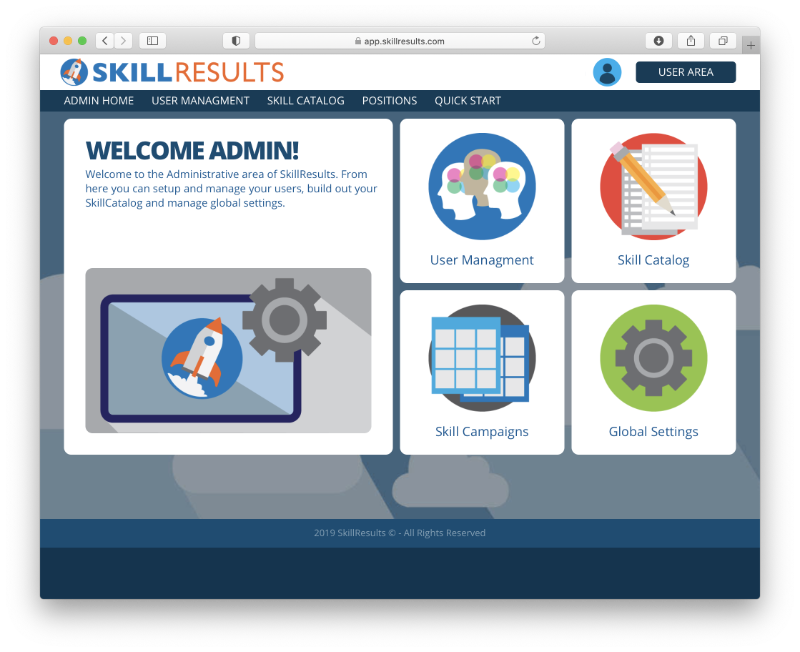 app.skillresults.com
SKILLRESULTS
USER AREA
ADMIN HOME USER MANAGMENT SKILL CATALOG POSITIONS QUICK START
WELCOME ADMIN!
Welcome to the Administrative area of SkillResults. From
here you can setup and manage your users, build out your
SkillCatalog and manage global settings.
User Managment
Skill Catalog
Skill Campaigns
Global Settings
2019 SkillResults © - All Rights Reserved